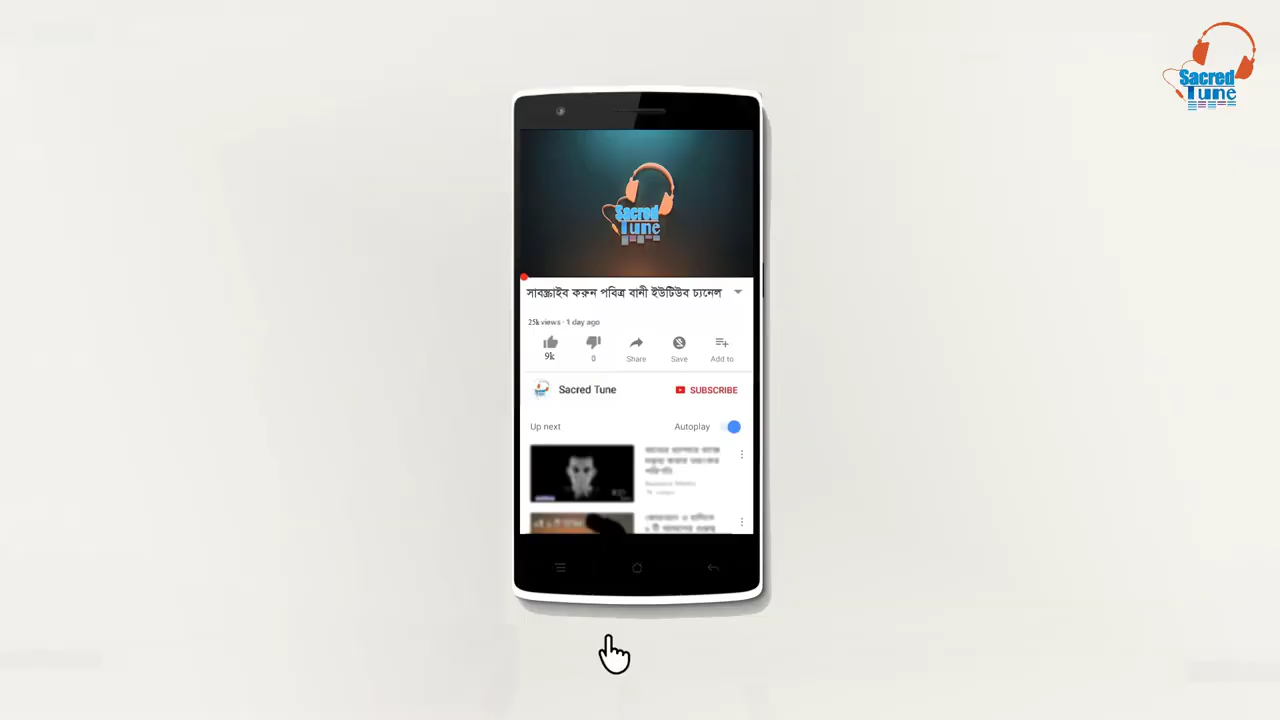 Sacred
Tune
Sacred
Tune
সাবস্ক্রাইব করুন পবিত্র বানী ইউটিউব চ্যনেল
25k views · 1 day ago
9k
0
Share
Save
Add to
Sacred Tune
SUBSCRIBE
Up next
Autoplay